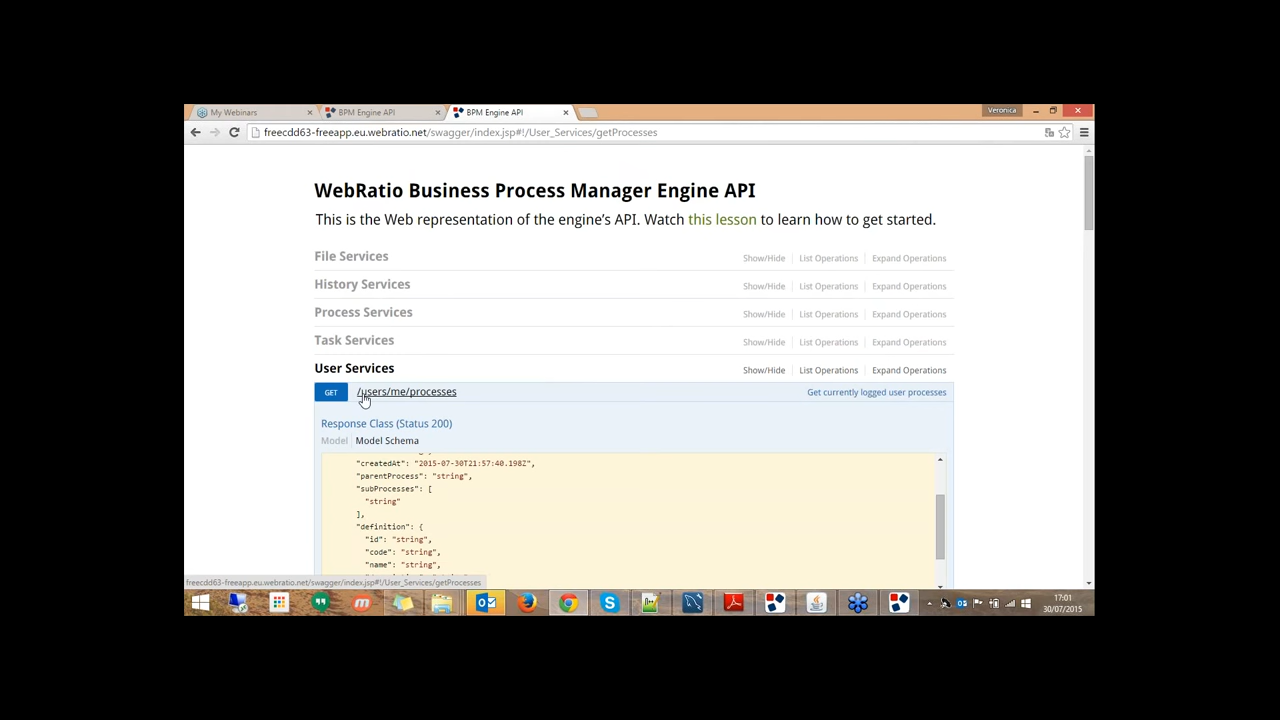 My Webinars
BPM Engine API
BPM Engine API
Veronica
freecdd63-freeapp.eu.webratio.net/swagger/index.jsp#!/User_Services/getProcesses
WebRatio Business Process Manager Engine API
This is the Web representation of the engine's API. Watch this lesson to learn how to get started.
File Services Show/Hide List Operations Expand Operations
History Services Show/Hide List Operations Expand Operations
Process Services Show/Hide List Operations Expand Operations
Task Services Show/Hide List Operations Expand Operations
User Services Show/Hide List Operations Expand Operations
GET /users/me/processes Get currently logged user processes
Response Class (Status 200)
Model Model Schema
"createdAt": "2015-07-30T21:57:40.198Z",
"parentProcess": "string",
"subProcesses": [
"string"
],
"definition": {
"id": "string",
"code": "string",
"name": "string",
freecdd63-freeapp.eu.webratio.net/swagger/index.jsp#!/User_Services/getProcesses
17:01
30/07/2015